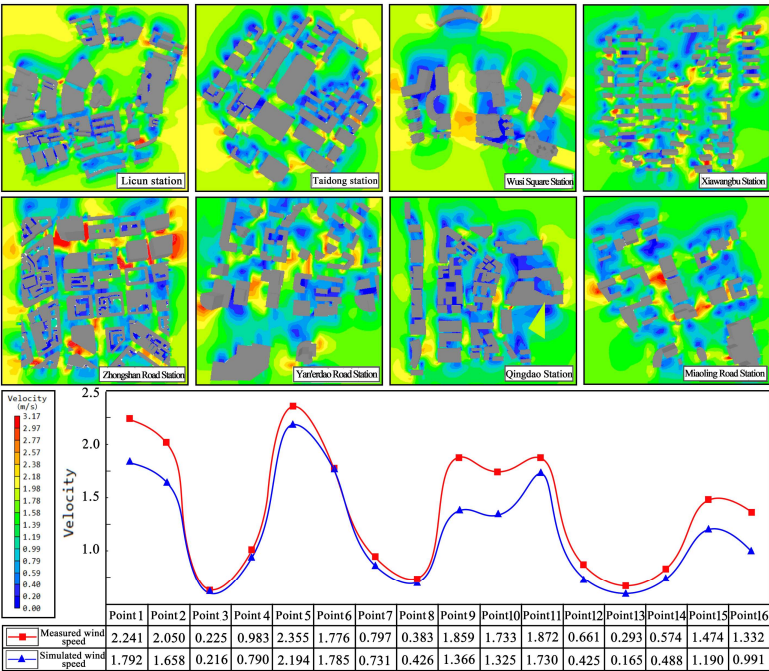 Licun station
Taidong station
Wusi Square Station
Xiawangbu Station
Zhongshan Road Station
Yan'erdao Road Station
Qingdao Station
Miaoling Road Station
Velocity
(m/s)
3.17
2.97
2.77
2.58
2.38
2.18
1.98
1.78
1.59
1.39
1.19
0.99
0.79
0.59
0.40
0.20
0.00
Velocity
2.5
2.0
1.5
1.0
Point 1 Point 2 Point 3 Point 4 Point 5 Point 6 Point 7 Point 8 Point 9 Point10 Point11 Point12 Point13 Point14 Point15 Point16
Measured wind speed 2.241 2.050 0.225 0.983 2.355 1.776 0.797 0.383 1.859 1.733 1.872 0.661 0.293 0.574 1.474 1.332
Simulated wind speed 1.792 1.658 0.216 0.790 2.194 1.785 0.731 0.426 1.366 1.325 1.730 0.425 0.165 0.488 1.190 0.991